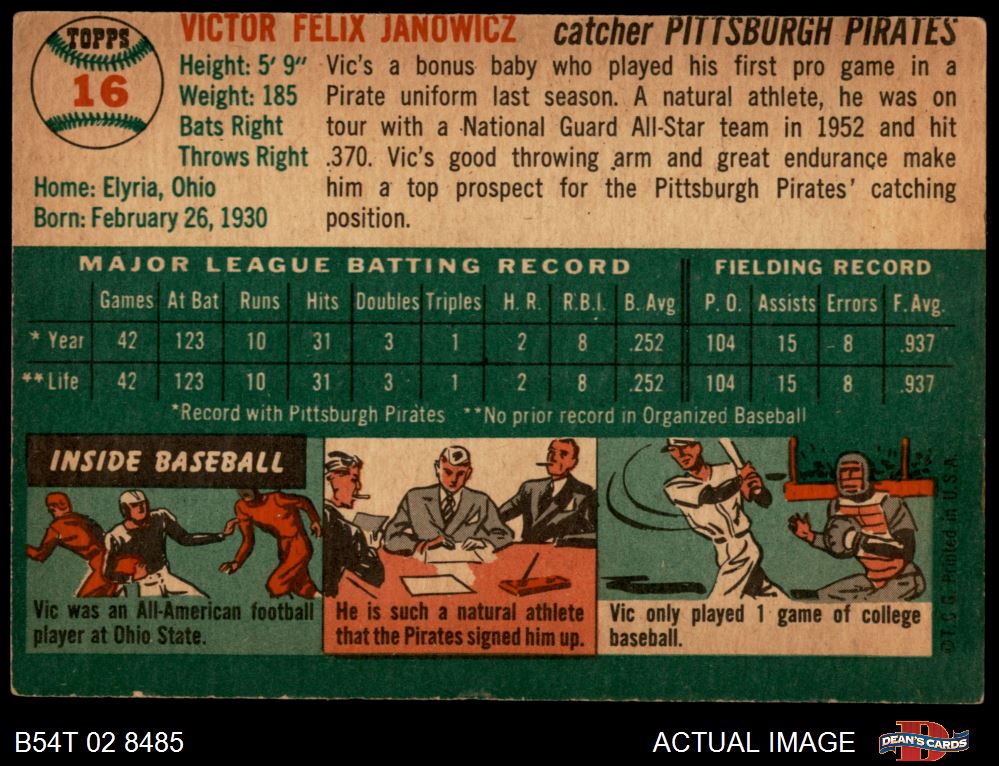 TOPPS
16
VICTOR FELIX JANOWICZ catcher PITTSBURGH PIRATES
Height: 5' 9"
Weight: 185
Bats Right
Throws Right
Home: Elyria, Ohio
Born: February 26, 1930
Vic's a bonus baby who played his first pro game in a
Pirate uniform last season. A natural athlete, he was on
tour with a National Guard All-Star team in 1952 and hit
.370. Vic's good throwing arm and great endurance make
him a top prospect for the Pittsburgh Pirates' catching
position.
MAJOR LEAGUE BATTING RECORD FIELDING RECORD
Games At Bat Runs Hits Doubles Triples H. R. R.B.I. B. Avg P. O. Assists Errors F. Avg.
* Year 42 123 10 31 3 1 2 8 .252 104 15 8 .937
**Life 42 123 10 31 3 1 2 8 .252 104 15 8 .937
*Record with Pittsburgh Pirates **No prior record in Organized Baseball
INSIDE BASEBALL
Vic was an All-American football
player at Ohio State.
He is such a natural athlete
that the Pirates signed him up.
Vic only played 1 game of college
baseball.
© T. C. G. Printed in U.S.A.
B54T 02 8485
ACTUAL IMAGE
D
DEAN'S CARDS